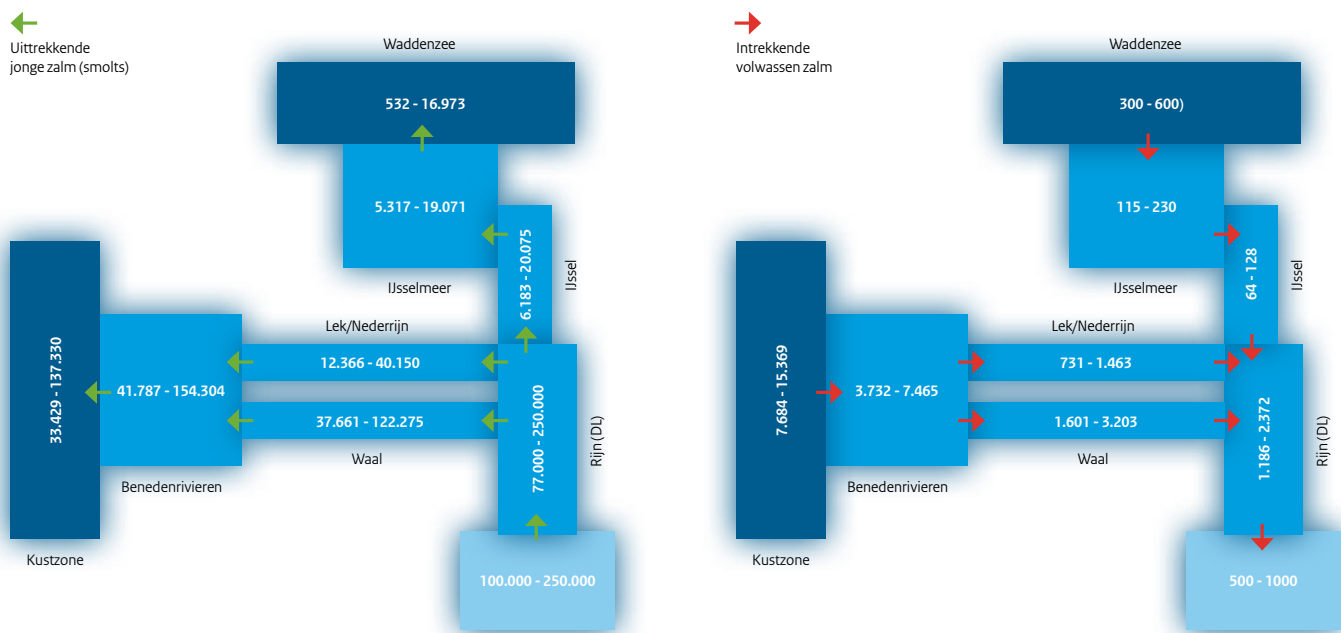 Uittrekkende
jonge zalm (smolts)
Waddenzee
532 - 16.973
5.317 - 19.071
6.183 - 20.075
IJssel
IJsselmeer
Lek/Nederrijn
12.366 - 40.150
33.429 - 137.330
41.787 - 154.304
37.661 - 122.275
Waal
77.000 - 250.000
Rijn (DL)
Benedenrivieren
Kustzone
100.000 - 250.000
Intrekkende
volwassen zalm
Waddenzee
300 - 600)
115 - 230
64 - 128
IJssel
IJsselmeer
Lek/Nederrijn
731 - 1.463
7.684 - 15.369
3.732 - 7.465
1.601 - 3.203
Waal
1.186 - 2.372
Rijn (DL)
Benedenrivieren
Kustzone
500 - 1000